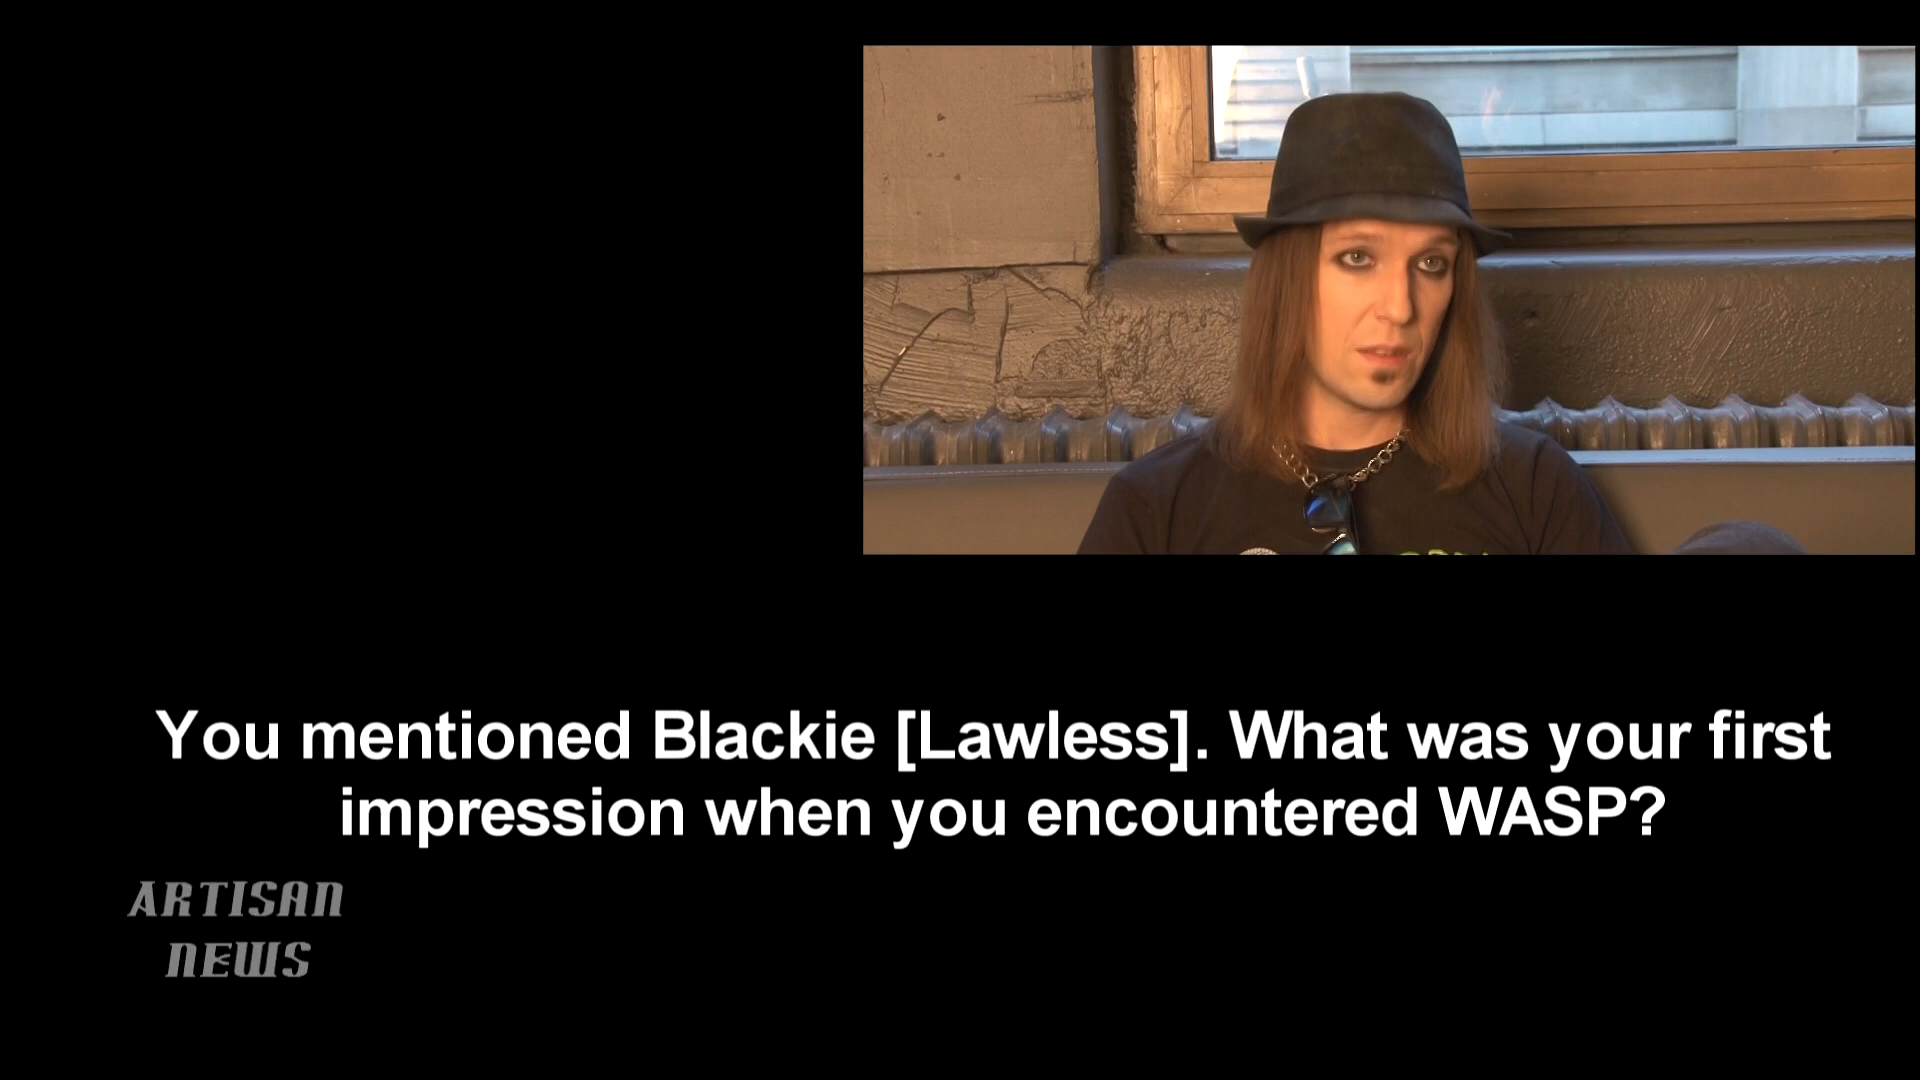 You mentioned Blackie [Lawless]. What was your first
impression when you encountered WASP?
ARTISAN
NEWS